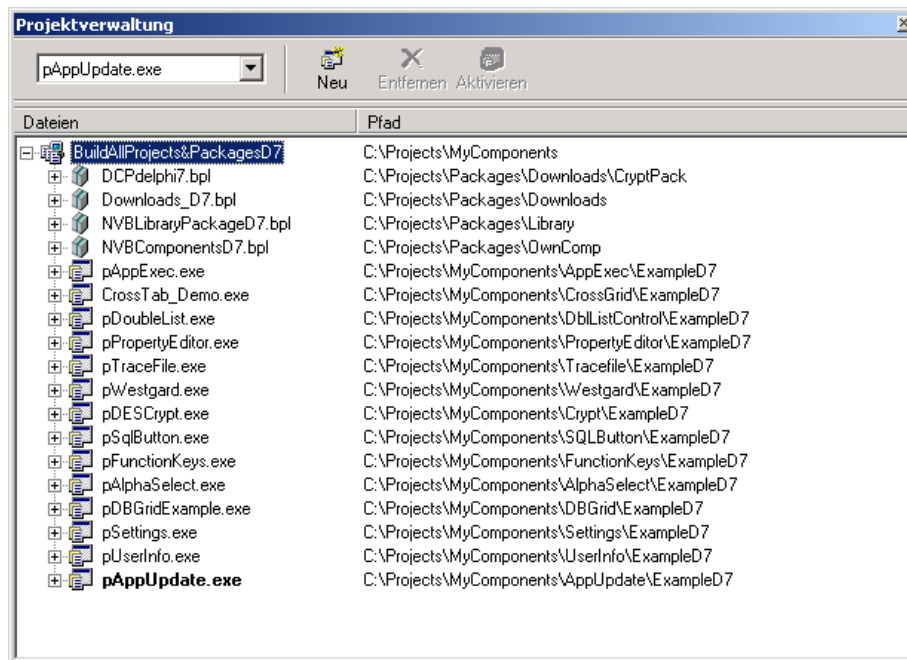 Projektverwaltung
pAppUpdate.exe
Neu Entfernen Aktivieren
Dateien Pfad
BuildAllProjects&PackagesD7 C:\Projects\MyComponents
DCPdelphi7.bpl C:\Projects\Packages\Downloads\CryptPack
Downloads_D7.bpl C:\Projects\Packages\Downloads
NVBLibraryPackageD7.bpl C:\Projects\Packages\Library
NVBComponentsD7.bpl C:\Projects\Packages\OwnComp
pAppExec.exe C:\Projects\MyComponents\AppExec\ExampleD7
CrossTab_Demo.exe C:\Projects\MyComponents\CrossGrid\ExampleD7
pDoubleList.exe C:\Projects\MyComponents\DblListControl\ExampleD7
pPropertyEditor.exe C:\Projects\MyComponents\PropertyEditor\ExampleD7
pTraceFile.exe C:\Projects\MyComponents\Tracefile\ExampleD7
pWestgard.exe C:\Projects\MyComponents\Westgard\ExampleD7
pDESCrypt.exe C:\Projects\MyComponents\Crypt\ExampleD7
pSqlButton.exe C:\Projects\MyComponents\SQLButton\ExampleD7
pFunctionKeys.exe C:\Projects\MyComponents\FunctionKeys\ExampleD7
pAlphaSelect.exe C:\Projects\MyComponents\AlphaSelect\ExampleD7
pDBGridExample.exe C:\Projects\MyComponents\DBGrid\ExampleD7
pSettings.exe C:\Projects\MyComponents\Settings\ExampleD7
pUserInfo.exe C:\Projects\MyComponents\UserInfo\ExampleD7
pAppUpdate.exe C:\Projects\MyComponents\AppUpdate\ExampleD7